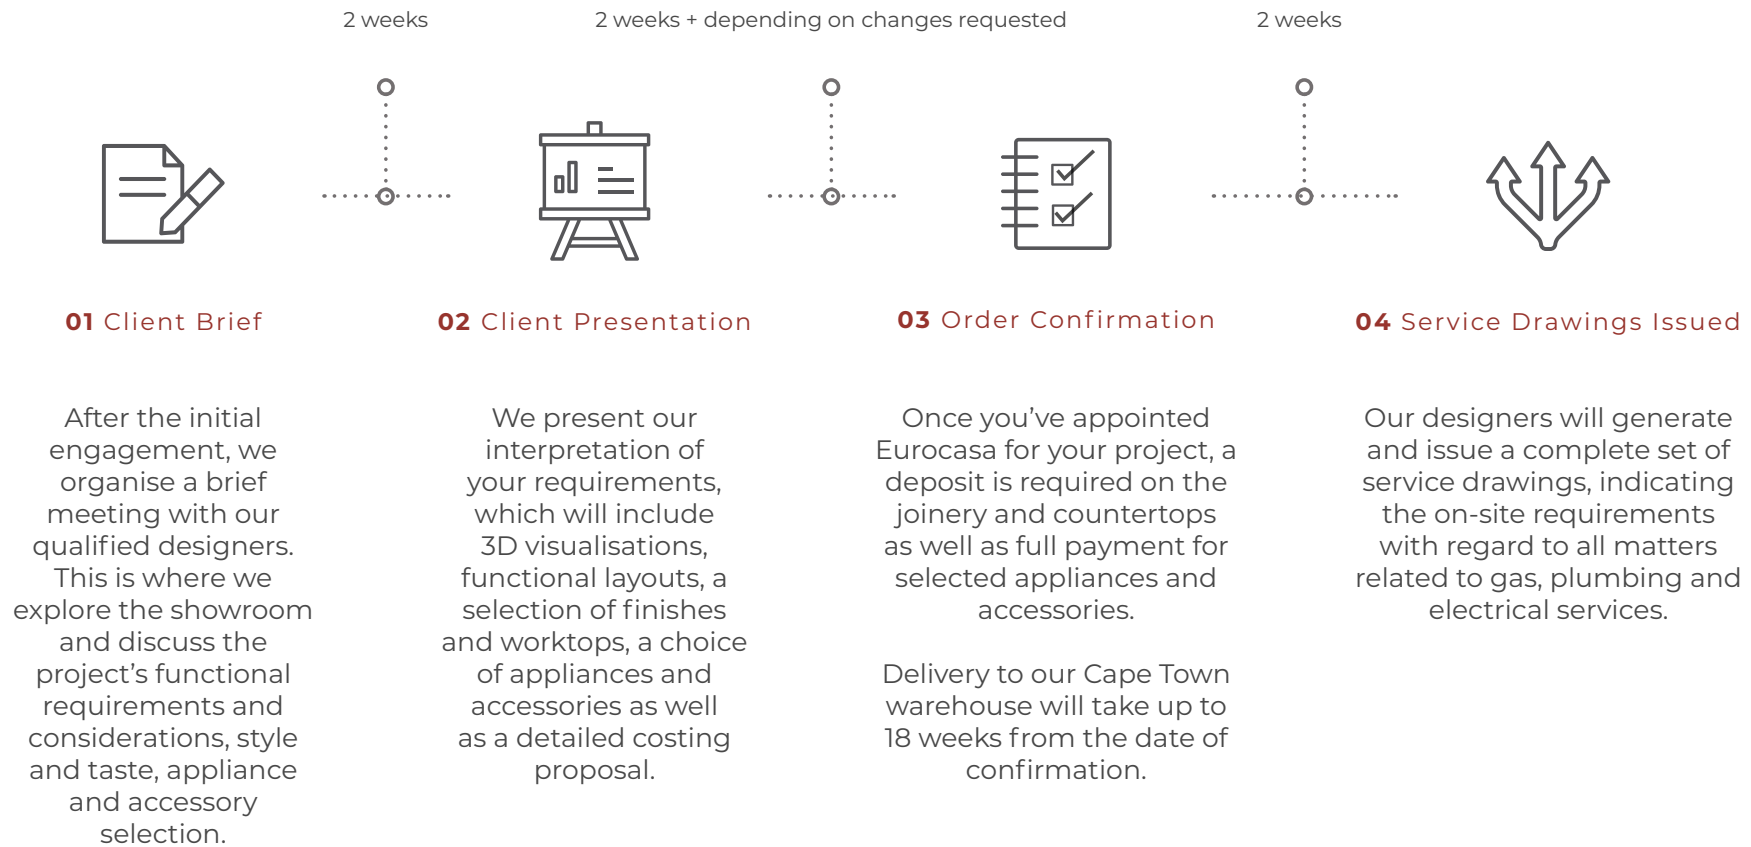 2 weeks
2 weeks + depending on changes requested
2 weeks
01 Client Brief
After the initial
engagement, we
organise a brief
meeting with our
qualified designers.
This is where we
explore the showroom
and discuss the
project’s functional
requirements and
considerations, style
and taste, appliance
and accessory
selection.
02 Client Presentation
We present our
interpretation of
your requirements,
which will include
3D visualisations,
functional layouts, a
selection of finishes
and worktops, a choice
of appliances and
accessories as well
as a detailed costing
proposal.
03 Order Confirmation
Once you’ve appointed
Eurocasa for your project, a
deposit is required on the
joinery and countertops
as well as full payment for
selected appliances and
accessories.
Delivery to our Cape Town
warehouse will take up to
18 weeks from the date of
confirmation.
04 Service Drawings Issued
Our designers will generate
and issue a complete set of
service drawings, indicating
the on-site requirements
with regard to all matters
related to gas, plumbing and
electrical services.